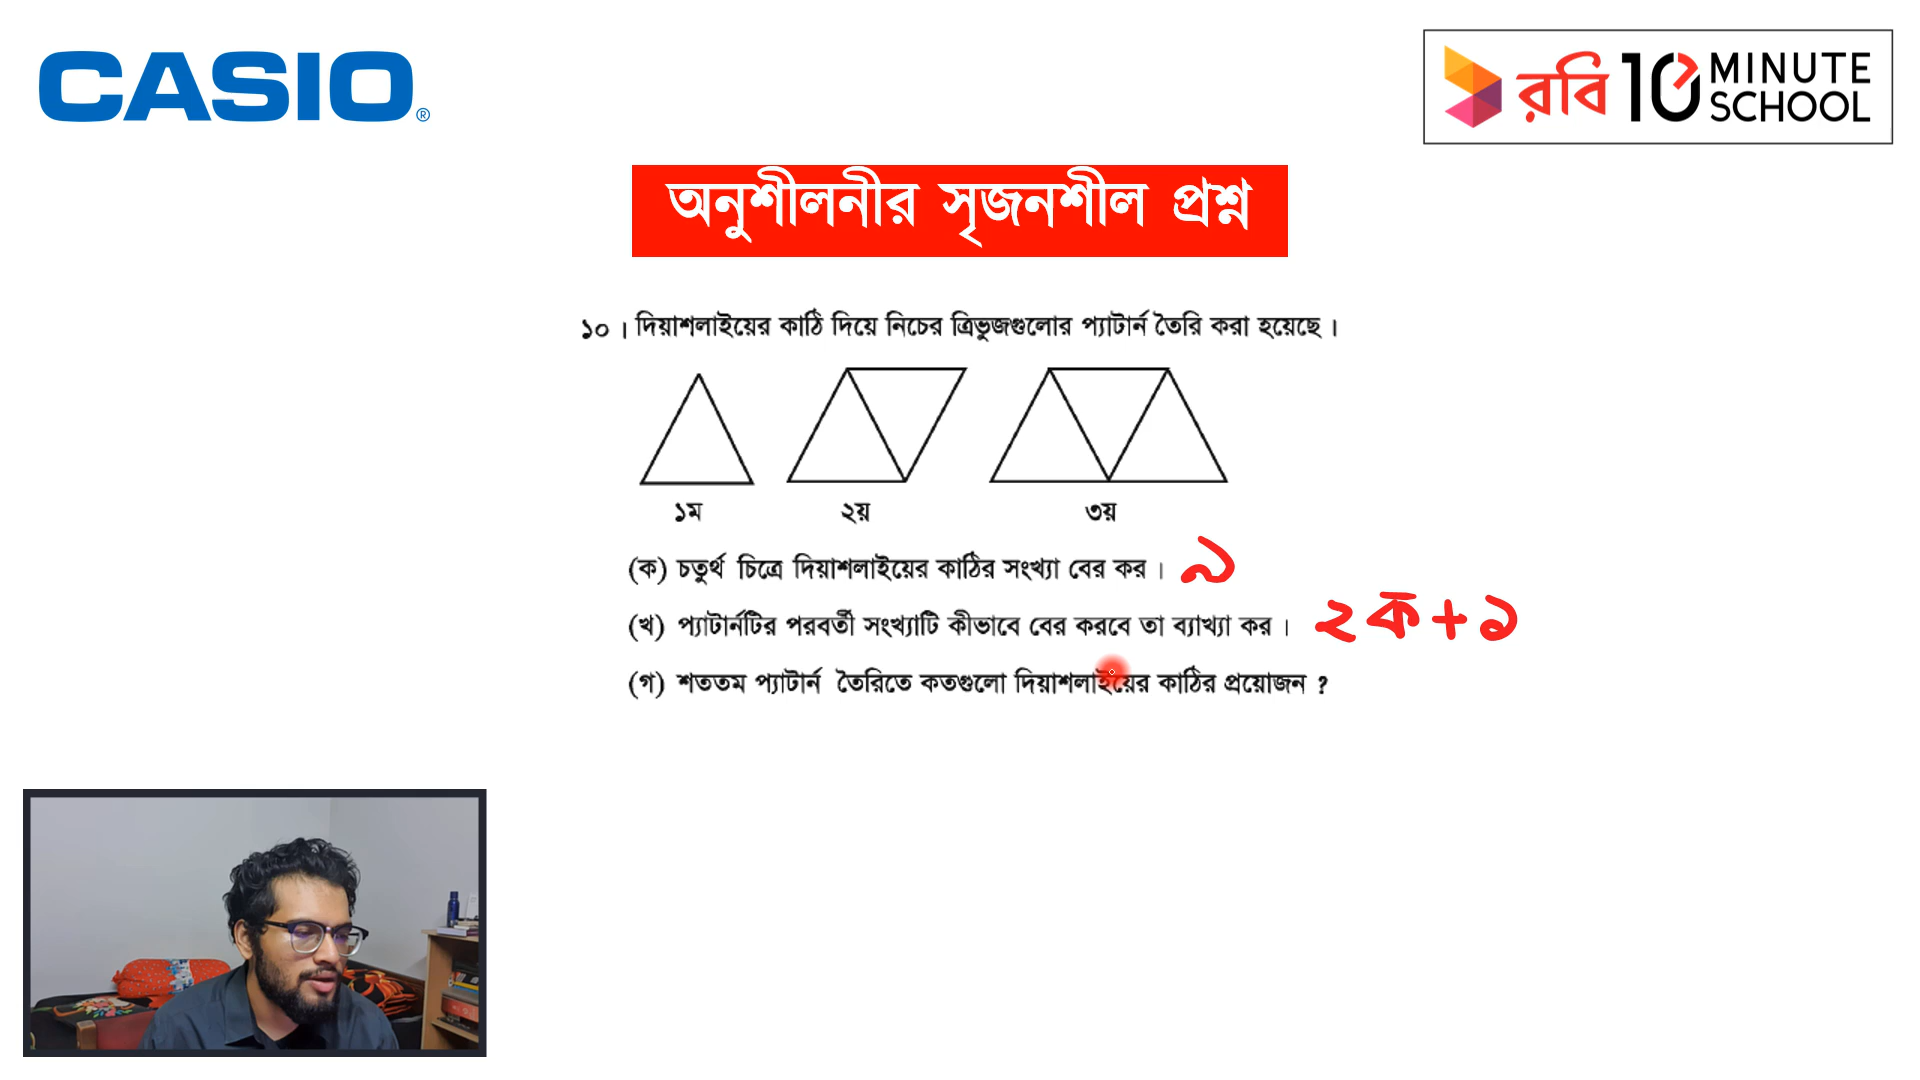 CASIO®
রবি 10 MINUTE SCHOOL
অনুশীলনীর সৃজনশীল প্রশ্ন
১০। দিয়াশলাইয়ের কাঠি দিয়ে নিচের ত্রিভুজগুলোর প্যাটার্ন তৈরি করা হয়েছে।
১ম ২য় ৩য়
(ক) চতুর্থ চিত্রে দিয়াশলাইয়ের কাঠির সংখ্যা বের কর। ৯
(খ) প্যাটার্নটির পরবর্তী সংখ্যাটি কীভাবে বের করবে তা ব্যাখ্যা কর। ২ক+১
(গ) শততম প্যাটার্ন তৈরিতে কতগুলো দিয়াশলাইয়ের কাঠির প্রয়োজন ?